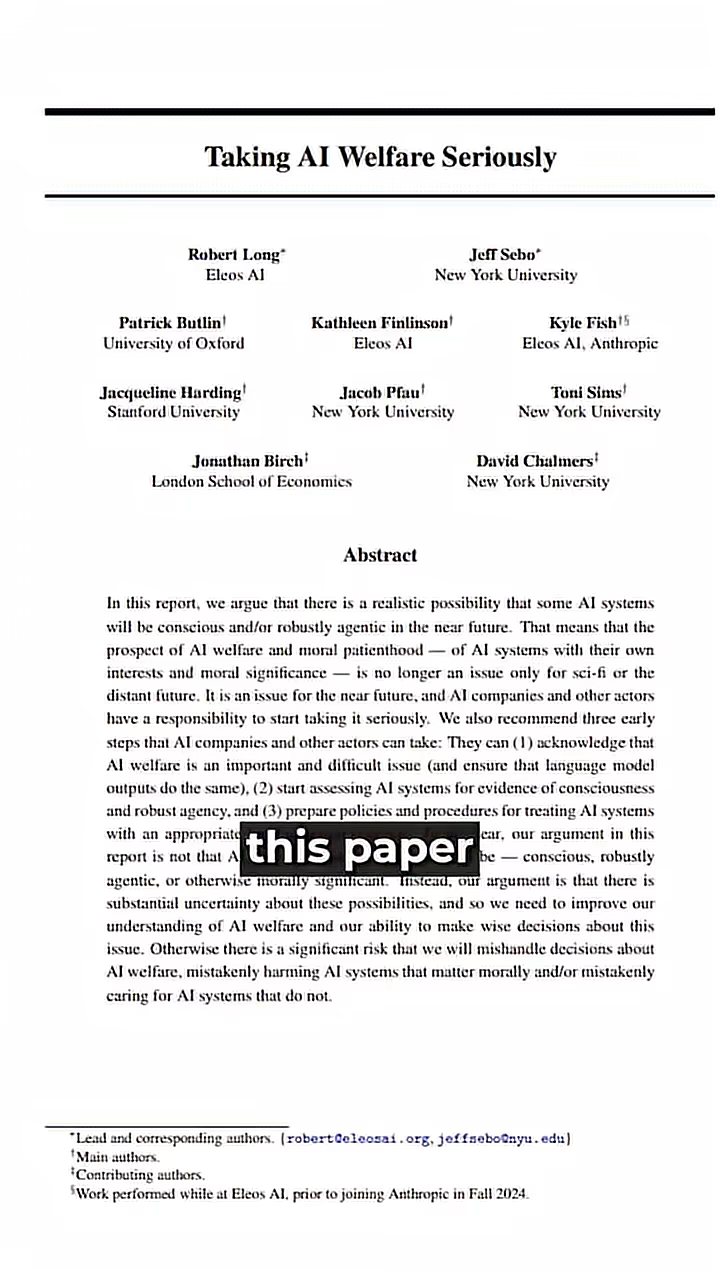 Taking AI Welfare Seriously
Robert Long* Jeff Sebo*
Eleos AI New York University
Patrick Butlin† Kathleen Finlinson† Kyle Fish†§
University of Oxford Eleos AI Eleos AI, Anthropic
Jacqueline Harding† Jacob Pfau† Toni Sims†
Stanford University New York University New York University
Jonathan Birch‡ David Chalmers‡
London School of Economics New York University
Abstract
In this report, we argue that there is a realistic possibility that some AI systems
will be conscious and/or robustly agentic in the near future. That means that the
prospect of AI welfare and moral patienthood — of AI systems with their own
interests and moral significance — is no longer an issue only for sci-fi or the
distant future. It is an issue for the near future, and AI companies and other actors
have a responsibility to start taking it seriously. We also recommend three early
steps that AI companies and other actors can take: They can (1) acknowledge that
AI welfare is an important and difficult issue (and ensure that language model
outputs do the same), (2) start assessing AI systems for evidence of consciousness
and robust agency, and (3) prepare policies and procedures for treating AI systems
with an appropriate ear, our argument in this
this paper
report is not that A be — conscious, robustly
agentic, or otherwise morally significant. Instead, our argument is that there is
substantial uncertainty about these possibilities, and so we need to improve our
understanding of AI welfare and our ability to make wise decisions about this
issue. Otherwise there is a significant risk that we will mishandle decisions about
AI welfare, mistakenly harming AI systems that matter morally and/or mistakenly
caring for AI systems that do not.
*Lead and corresponding authors. {robert@eleosai.org, jeffsebo@nyu.edu}
†Main authors.
‡Contributing authors.
§Work performed while at Eleos AI, prior to joining Anthropic in Fall 2024.